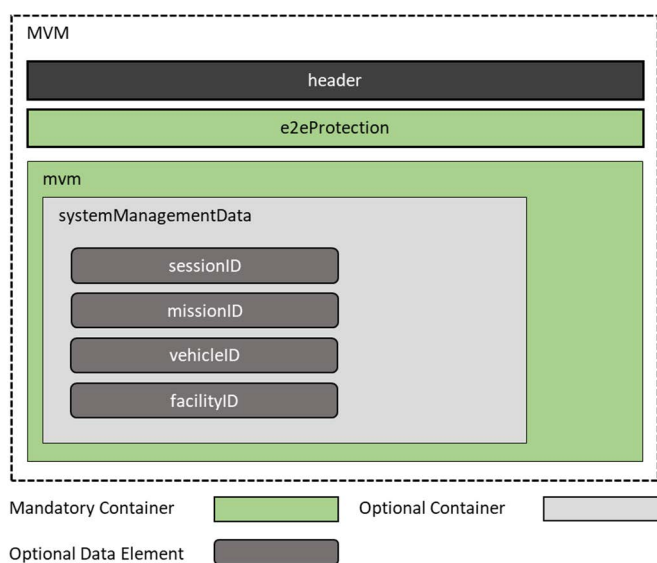 MVM
header
e2eProtection
mvm
systemManagementData
sessionID
missionID
vehicleID
facilityID
Mandatory Container
Optional Container
Optional Data Element